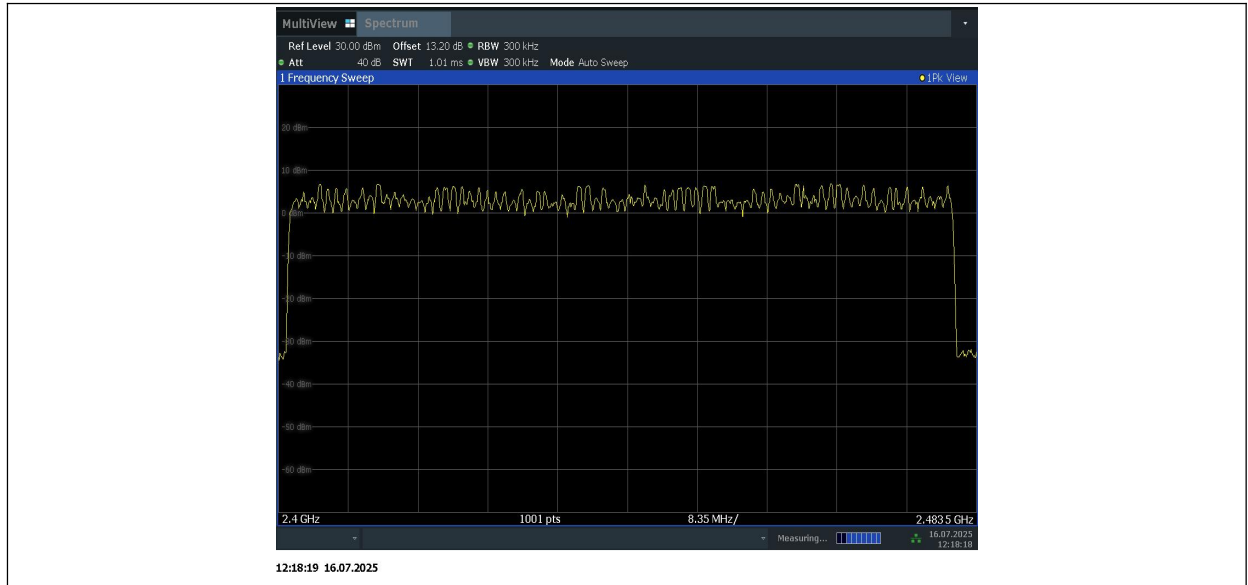 MultiView Spectrum
Ref Level 30.00 dBm Offset 13.20 dB RBW 300 kHz
Att 40 dB SWT 1.01 ms VBW 300 kHz Mode Auto Sweep
1 Frequency Sweep 1Pk View
20 dBm
10 dBm
0 dBm
-10 dBm
-20 dBm
-30 dBm
-40 dBm
-50 dBm
-60 dBm
2.4 GHz 1001 pts 8.35 MHz/ 2.4835 GHz
Measuring... 16.07.2025
12:18:18
12:18:19 16.07.2025